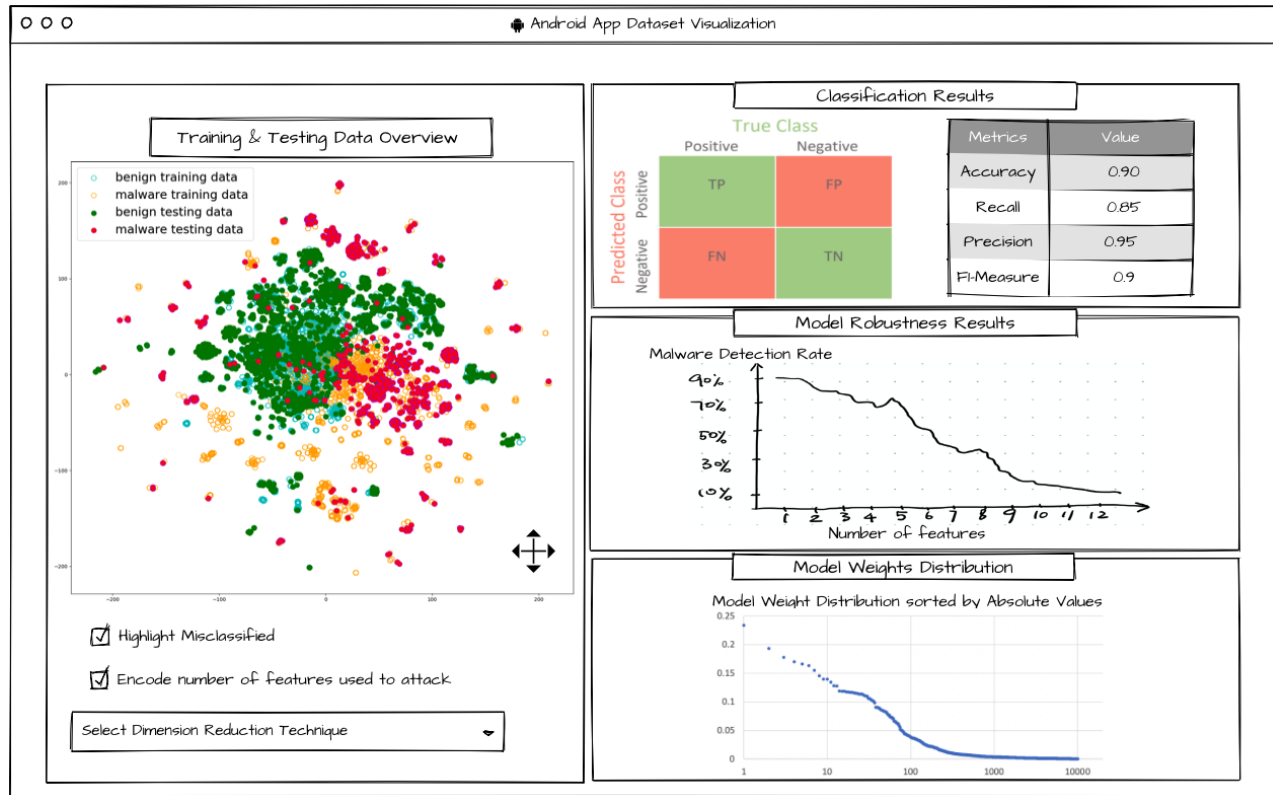 Android App Dataset Visualization
Training & Testing Data Overview
benign training data
malware training data
benign testing data
malware testing data
200
100
0
−100
−200
−200
−100
0
100
200
Highlight Misclassified
Encode number of features used to attack
Select Dimension Reduction Technique
Classification Results
True Class
Positive Negative
Predicted Class
Positive
Negative
TP FP
FN TN
Metrics Value
Accuracy 0.90
Recall 0.85
Precision 0.95
F1-Measure 0.9
Model Robustness Results
Malware Detection Rate
90%
70%
50%
30%
10%
1 2 3 4 5 6 7 8 9 10 11 12
Number of features
Model Weights Distribution
Model Weight Distribution sorted by Absolute Values
0.25
0.2
0.15
0.1
0.05
0
1 10 100 1000 10000